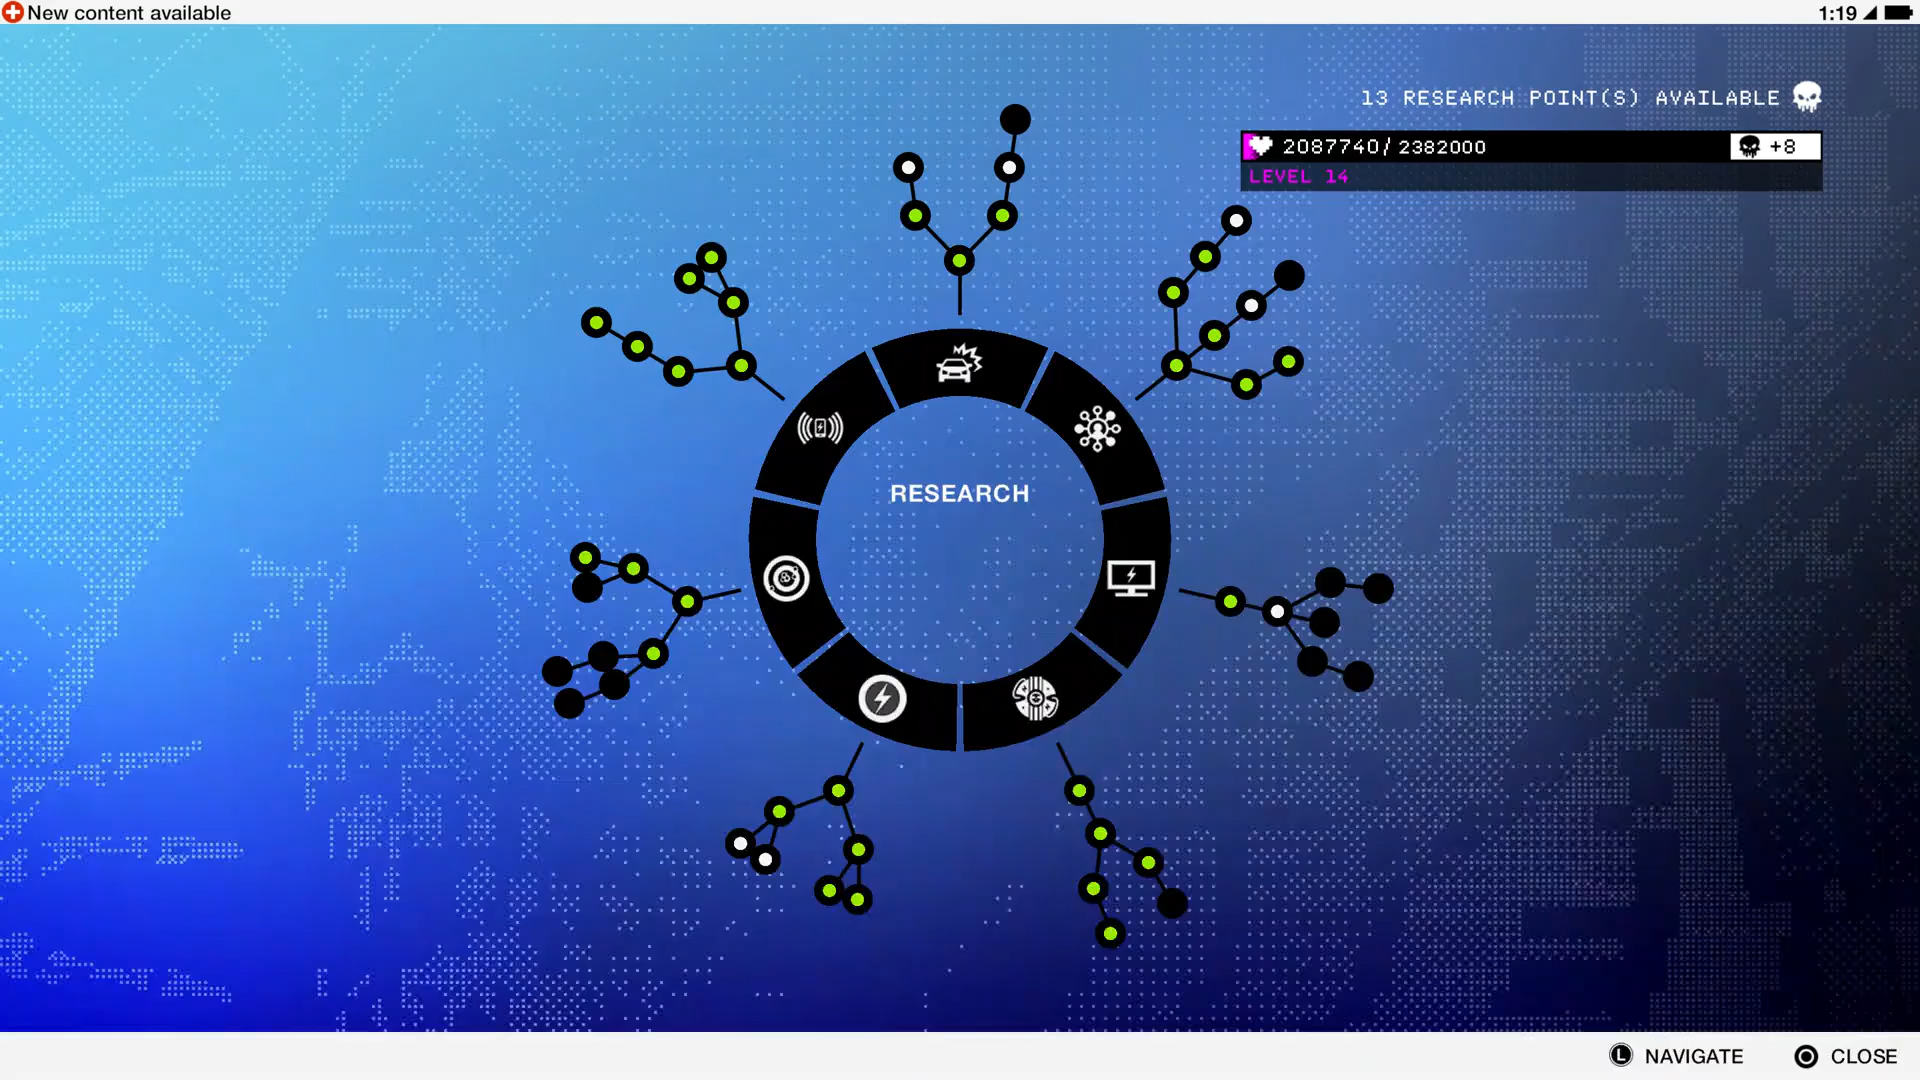 New content available
1:19
13 RESEARCH POINT(S) AVAILABLE
2087740/ 2382000
+8
LEVEL 14
RESEARCH
L NAVIGATE
CLOSE